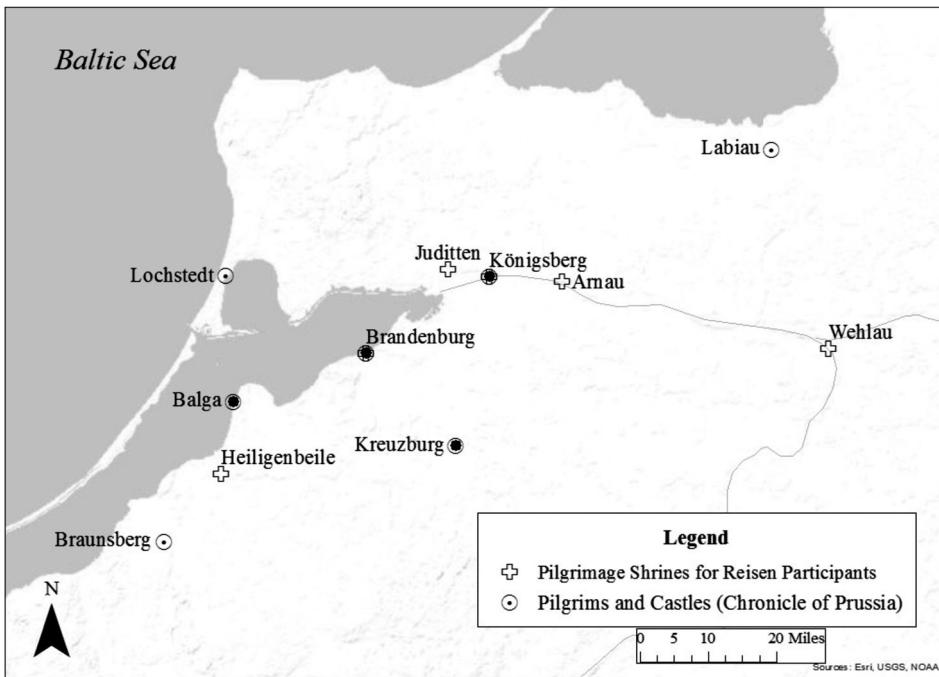 Baltic Sea
Labiau
Juditten
Königsberg
Lochstedt
Arnau
Brandenburg
Wehlau
Balga
Kreuzburg
Heiligenbeile
Braunsberg
N
Legend
Pilgrimage Shrines for Reisen Participants
Pilgrims and Castles (Chronicle of Prussia)
0 5 10 20 Miles
Sources: Esri, USGS, NOAA